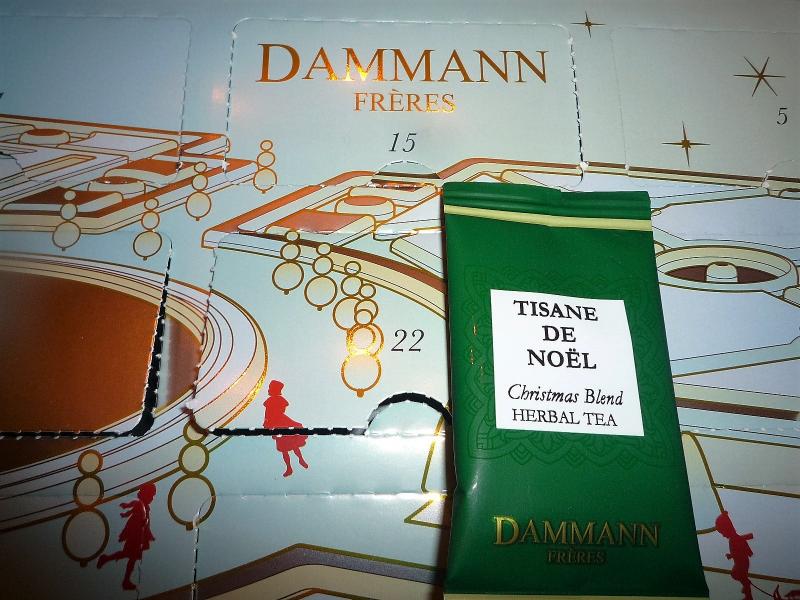 DAMMANN
FRÈRES
15
5
22
TISANE
DE
NOËL
Christmas Blend
HERBAL TEA
DAMMANN
FRÈRES